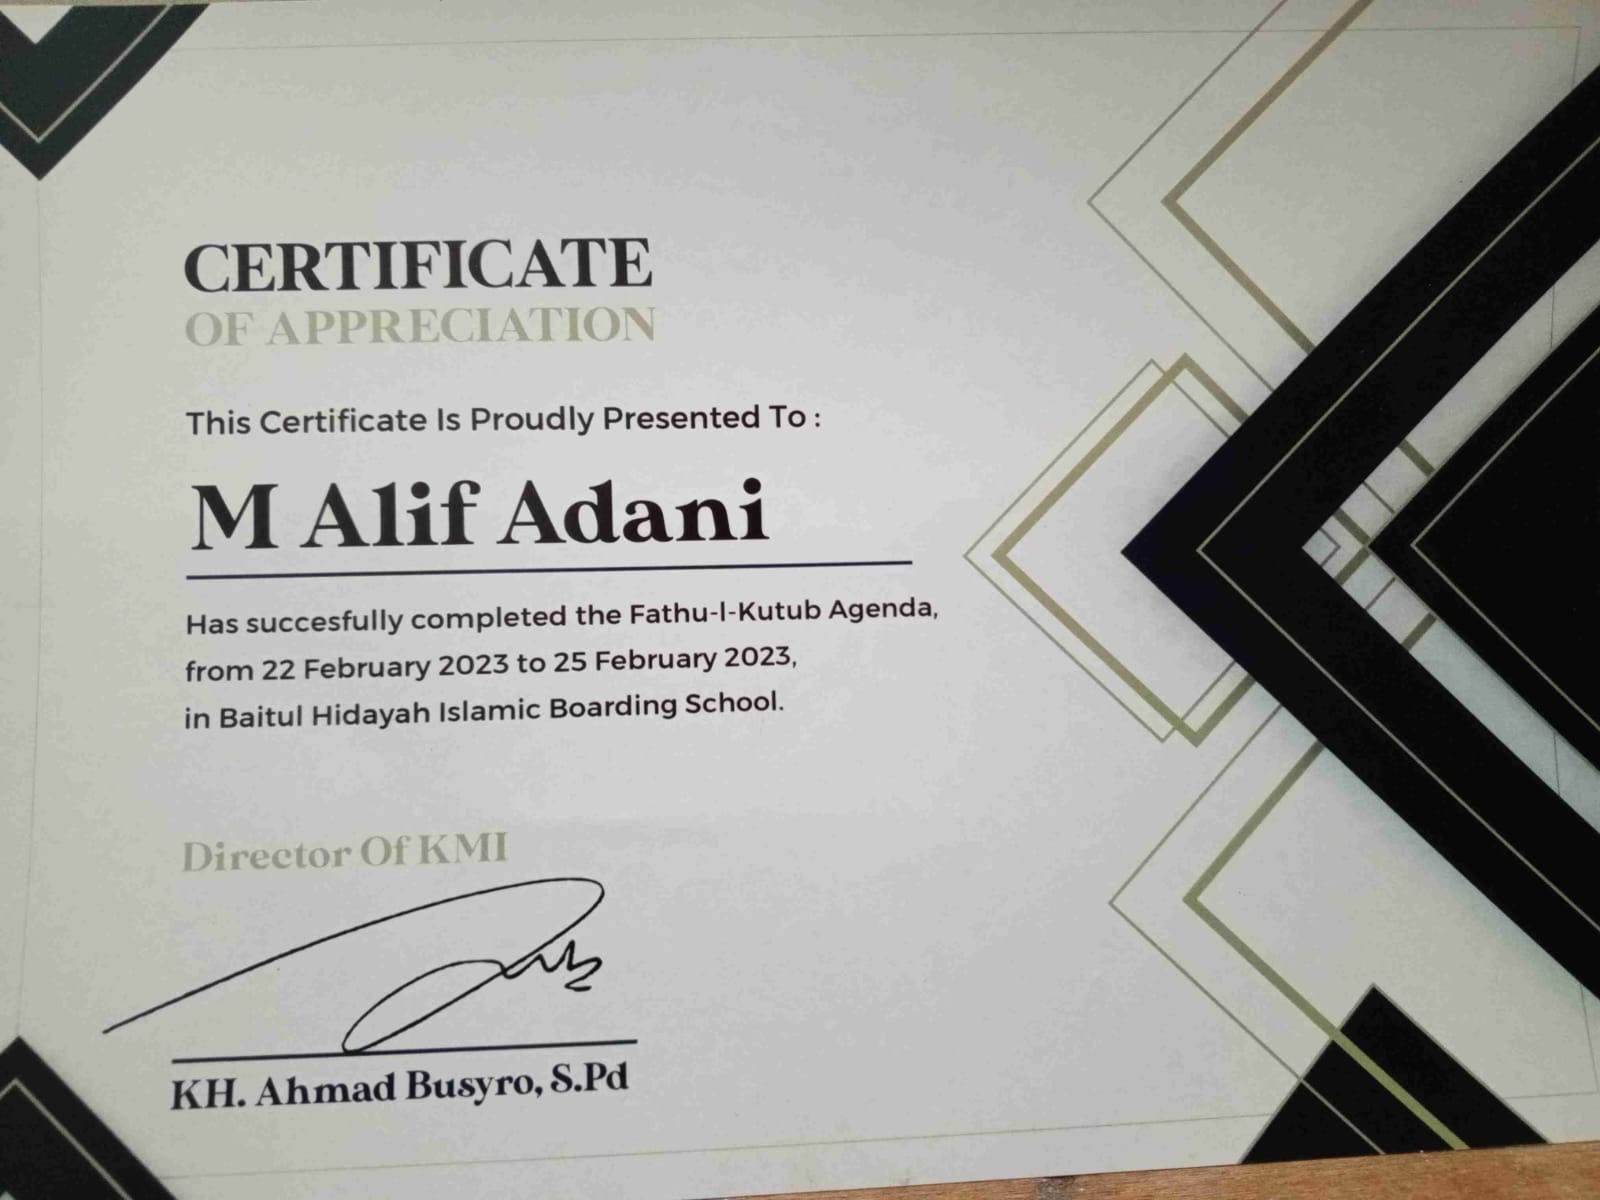 CERTIFICATE
OF APPRECIATION
This Certificate Is Proudly Presented To :
M Alif Adani
Has succesfully completed the Fathu-l-Kutub Agenda,
from 22 February 2023 to 25 February 2023,
in Baitul Hidayah Islamic Boarding School.
Director Of KMI
KH. Ahmad Busyro, S.Pd